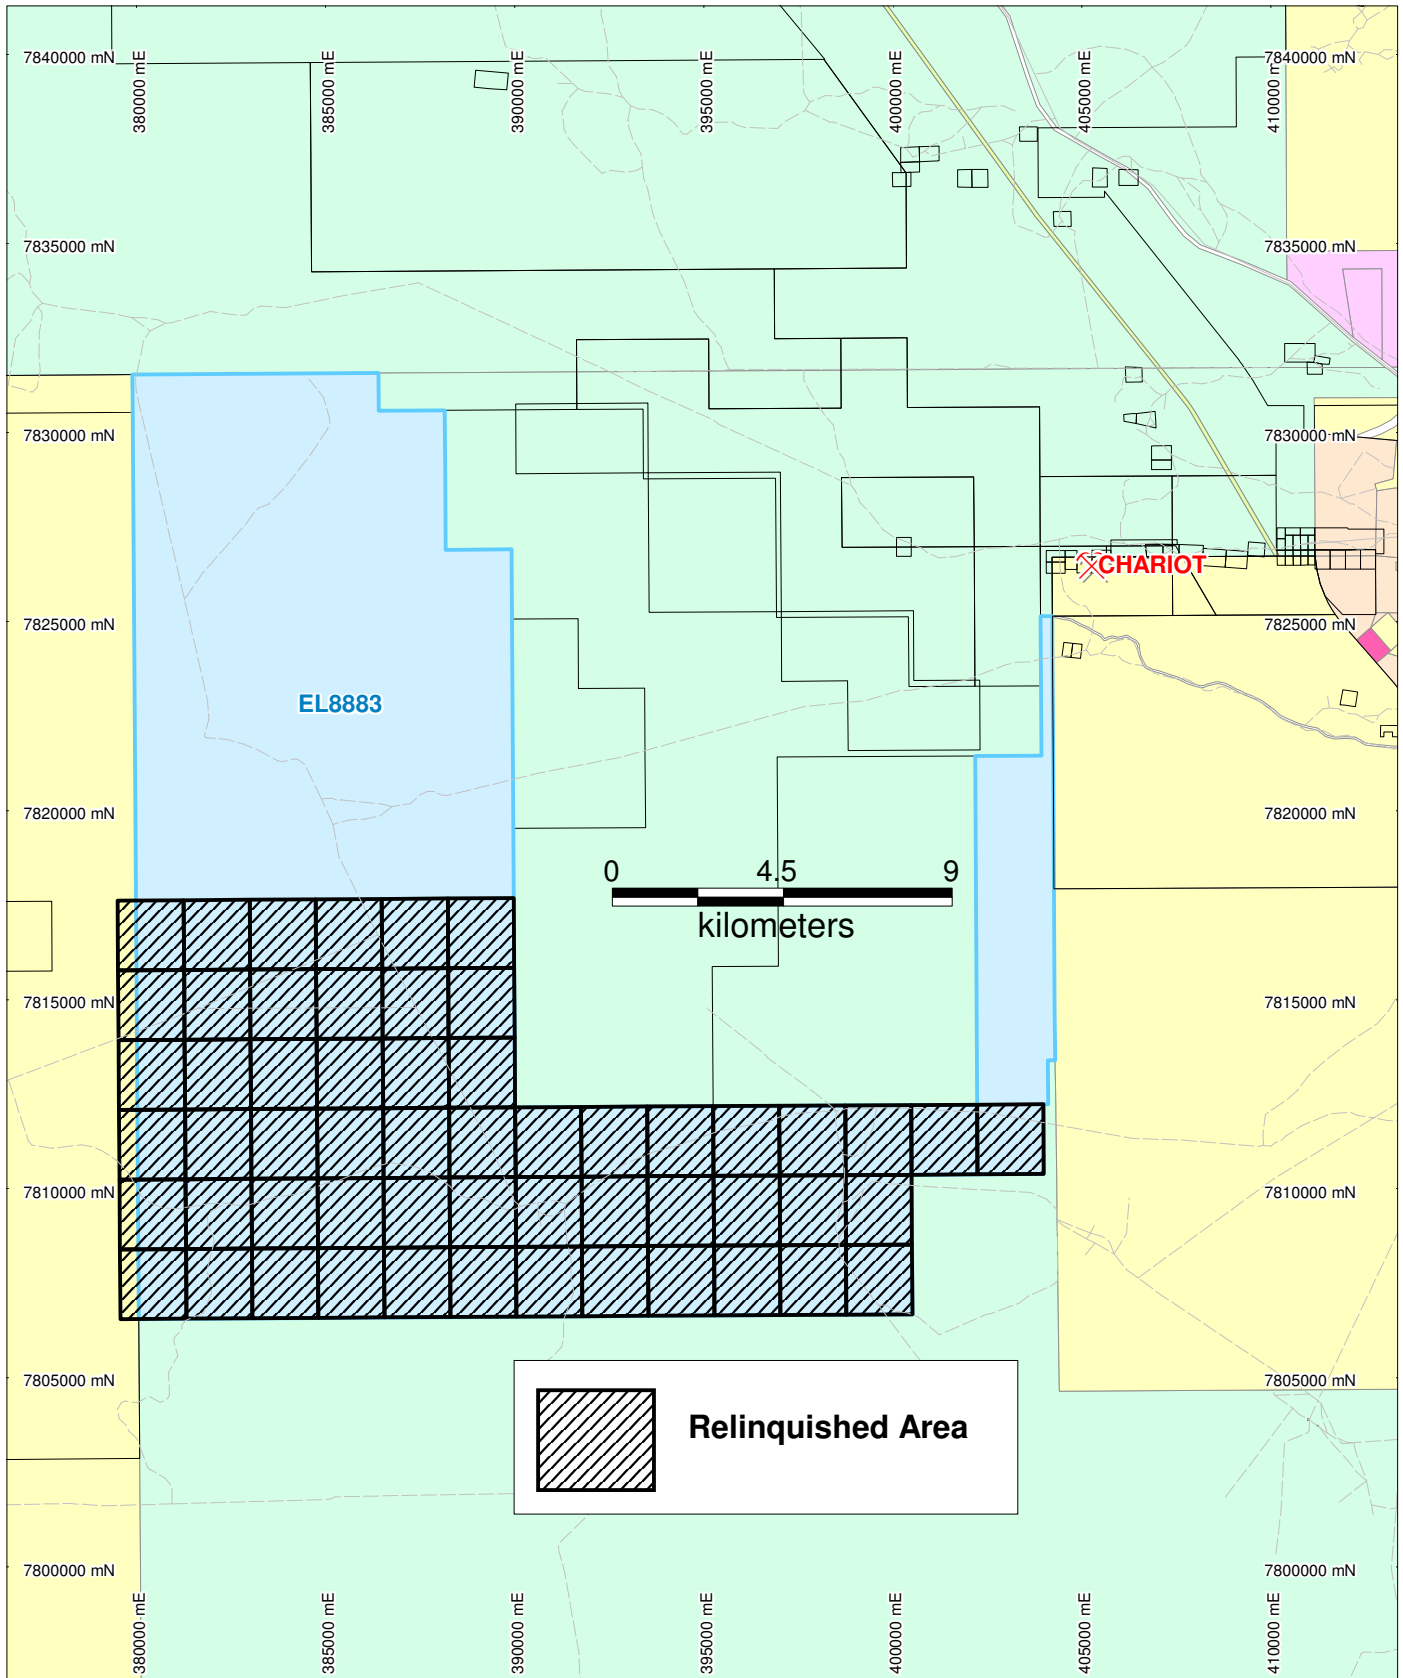 380000 mE
385000 mE
390000 mE
395000 mE
400000 mE
405000 mE
410000 mE
7840000 mN
7840000 mN
7835000 mN
7835000 mN
7830000 mN
7830000 mN
CHARIOT
7825000 mN
7825000 mN
EL8883
7820000 mN
7820000 mN
0 4.5 9
kilometers
7815000 mN
7815000 mN
7810000 mN
7810000 mN
7805000 mN
7805000 mN
Relinquished Area
7800000 mN
7800000 mN
380000 mE
385000 mE
390000 mE
395000 mE
400000 mE
405000 mE
410000 mE